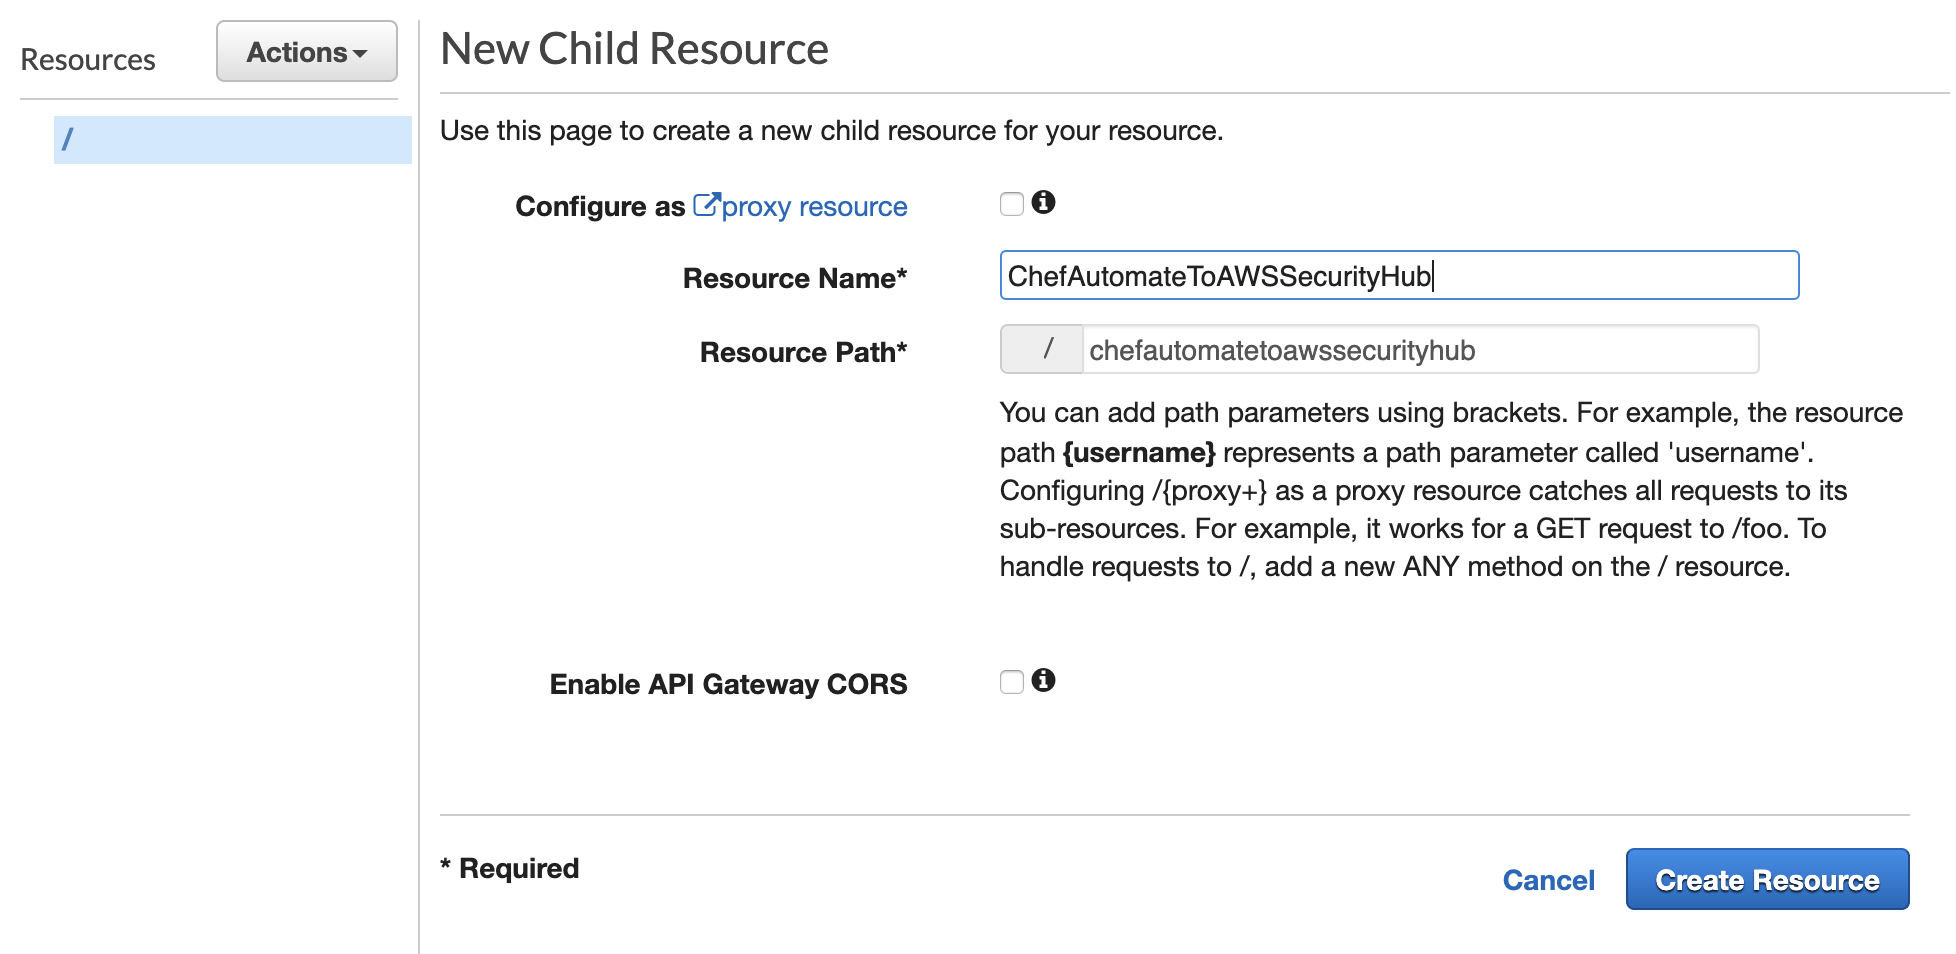 Resources
Actions
/
New Child Resource
Use this page to create a new child resource for your resource.
Configure as proxy resource
Resource Name*
ChefAutomateToAWSSecurityHub
Resource Path*
/ chefautomatetoawssecurityhub
You can add path parameters using brackets. For example, the resource
path {username} represents a path parameter called 'username'.
Configuring /{proxy+} as a proxy resource catches all requests to its
sub-resources. For example, it works for a GET request to /foo. To
handle requests to /, add a new ANY method on the / resource.
Enable API Gateway CORS
* Required
Cancel
Create Resource